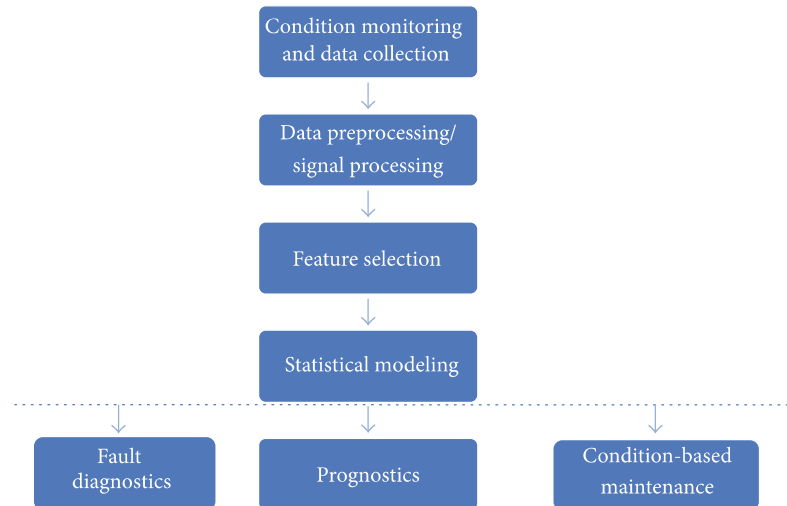 Condition monitoring
and data collection
Data preprocessing/
signal processing
Feature selection
Statistical modeling
Fault
diagnostics
Prognostics
Condition-based
maintenance